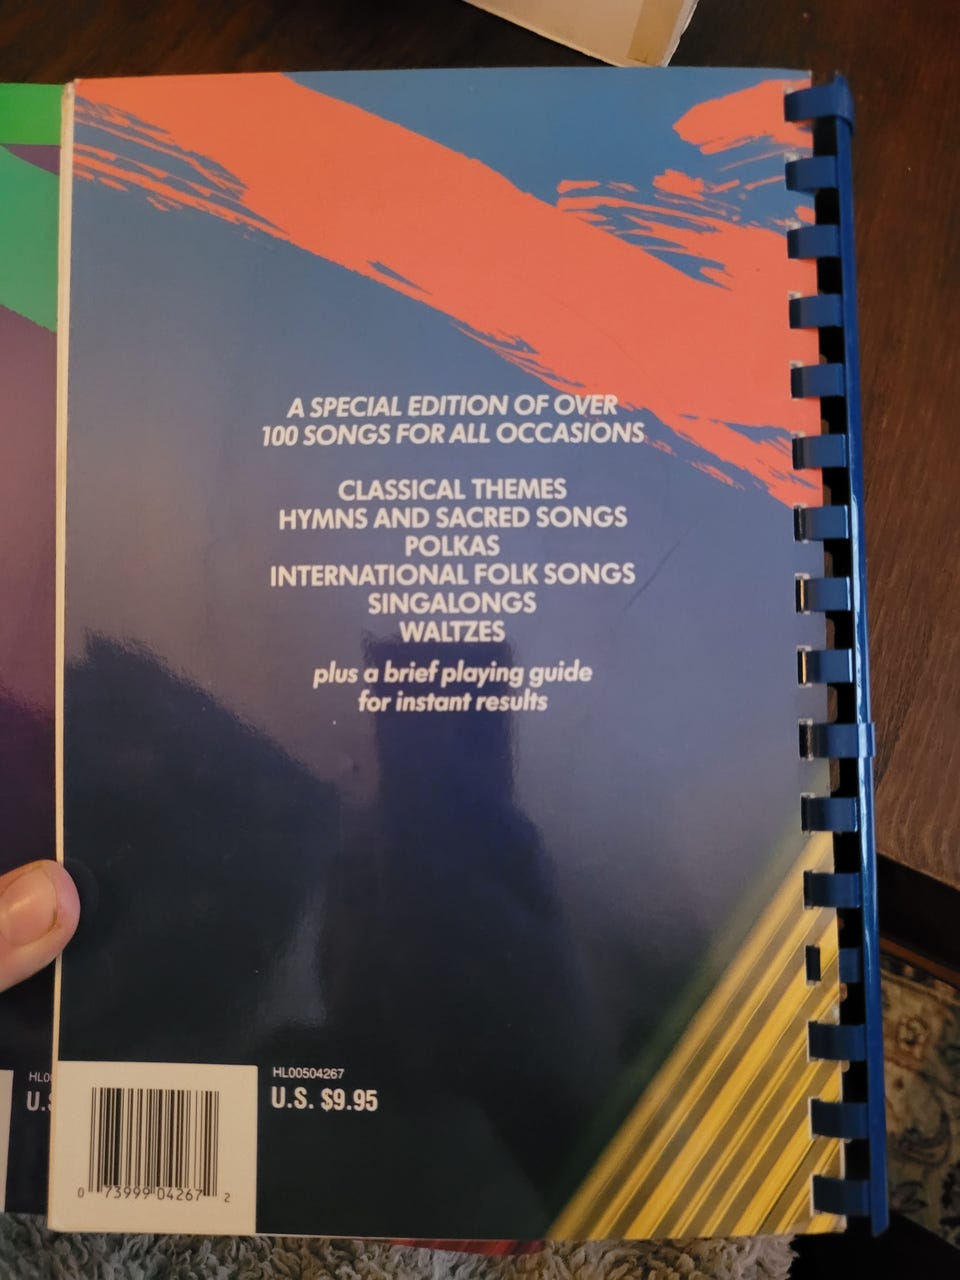 A SPECIAL EDITION OF OVER
100 SONGS FOR ALL OCCASIONS
CLASSICAL THEMES
HYMNS AND SACRED SONGS
POLKAS
INTERNATIONAL FOLK SONGS
SINGALONGS
WALTZES
plus a brief playing guide
for instant results
HL00504267
U.S. $9.95
0 73999 04267 2
HL0
U.S